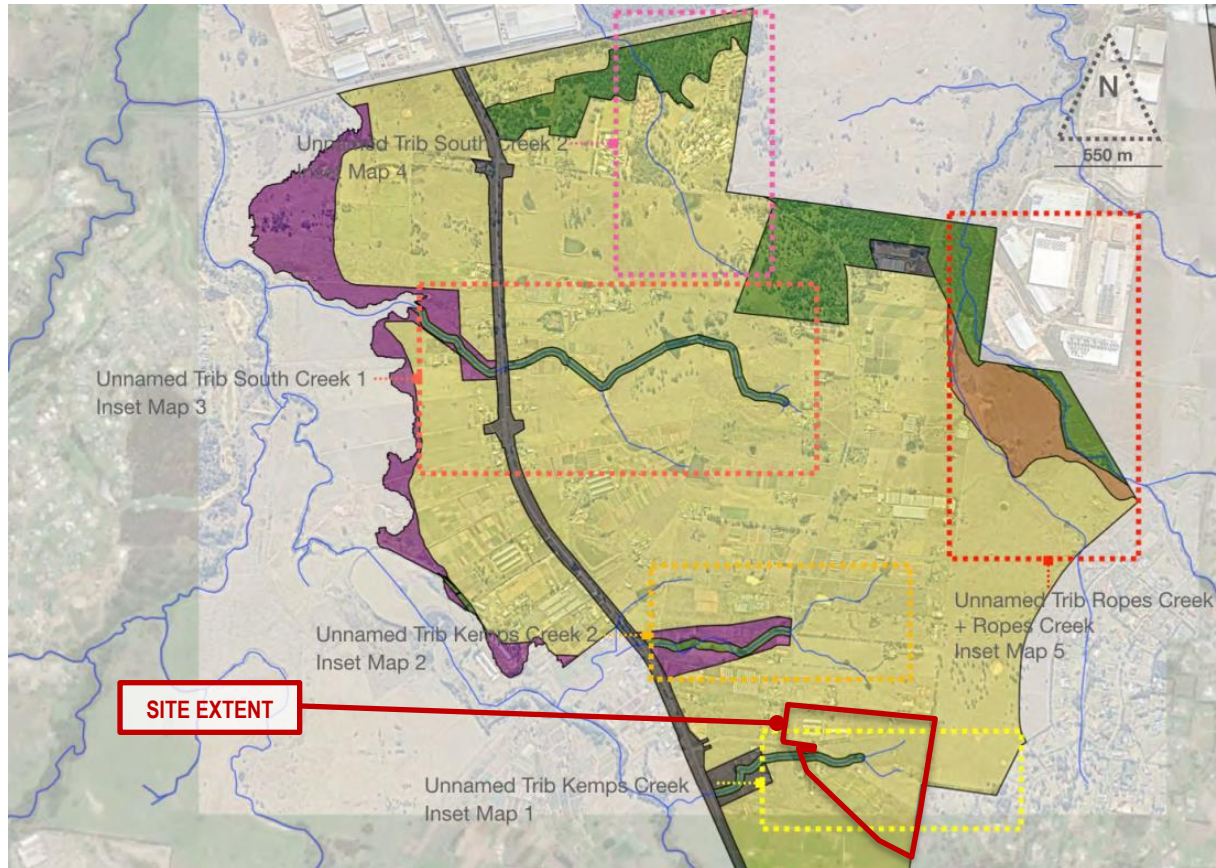 N
550 m
Unnamed Trib South Creek 2
Inset Map 4
Unnamed Trib South Creek 1
Inset Map 3
Unnamed Trib Ropes Creek
+ Ropes Creek
Inset Map 5
Unnamed Trib Kemps Creek 2
Inset Map 2
SITE EXTENT
Unnamed Trib Kemps Creek
Inset Map 1